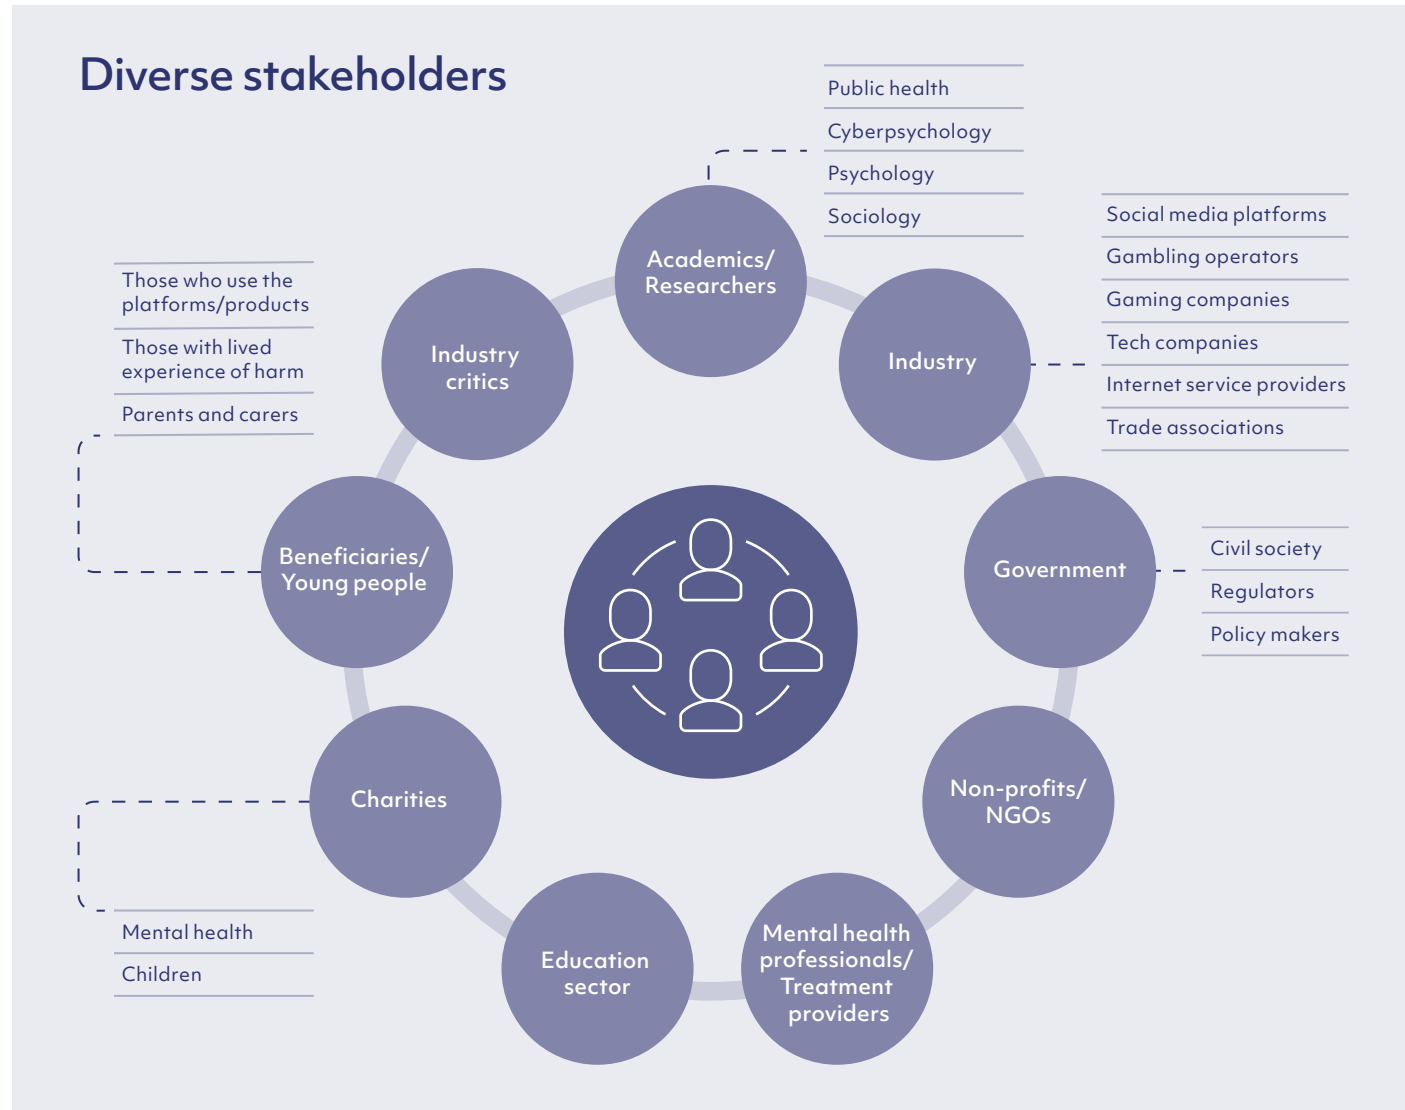 Diverse stakeholders
Public health
Cyberpsychology
Psychology
Sociology
Academics/
Researchers
Social media platforms
Gambling operators
Gaming companies
Tech companies
Internet service providers
Trade associations
Industry
Civil society
Regulators
Policy makers
Government
Non-profits/
NGOs
Mental health
professionals/
Treatment
providers
Education
sector
Charities
Mental health
Children
Beneficiaries/
Young people
Those who use the
platforms/products
Those with lived
experience of harm
Parents and carers
Industry
critics